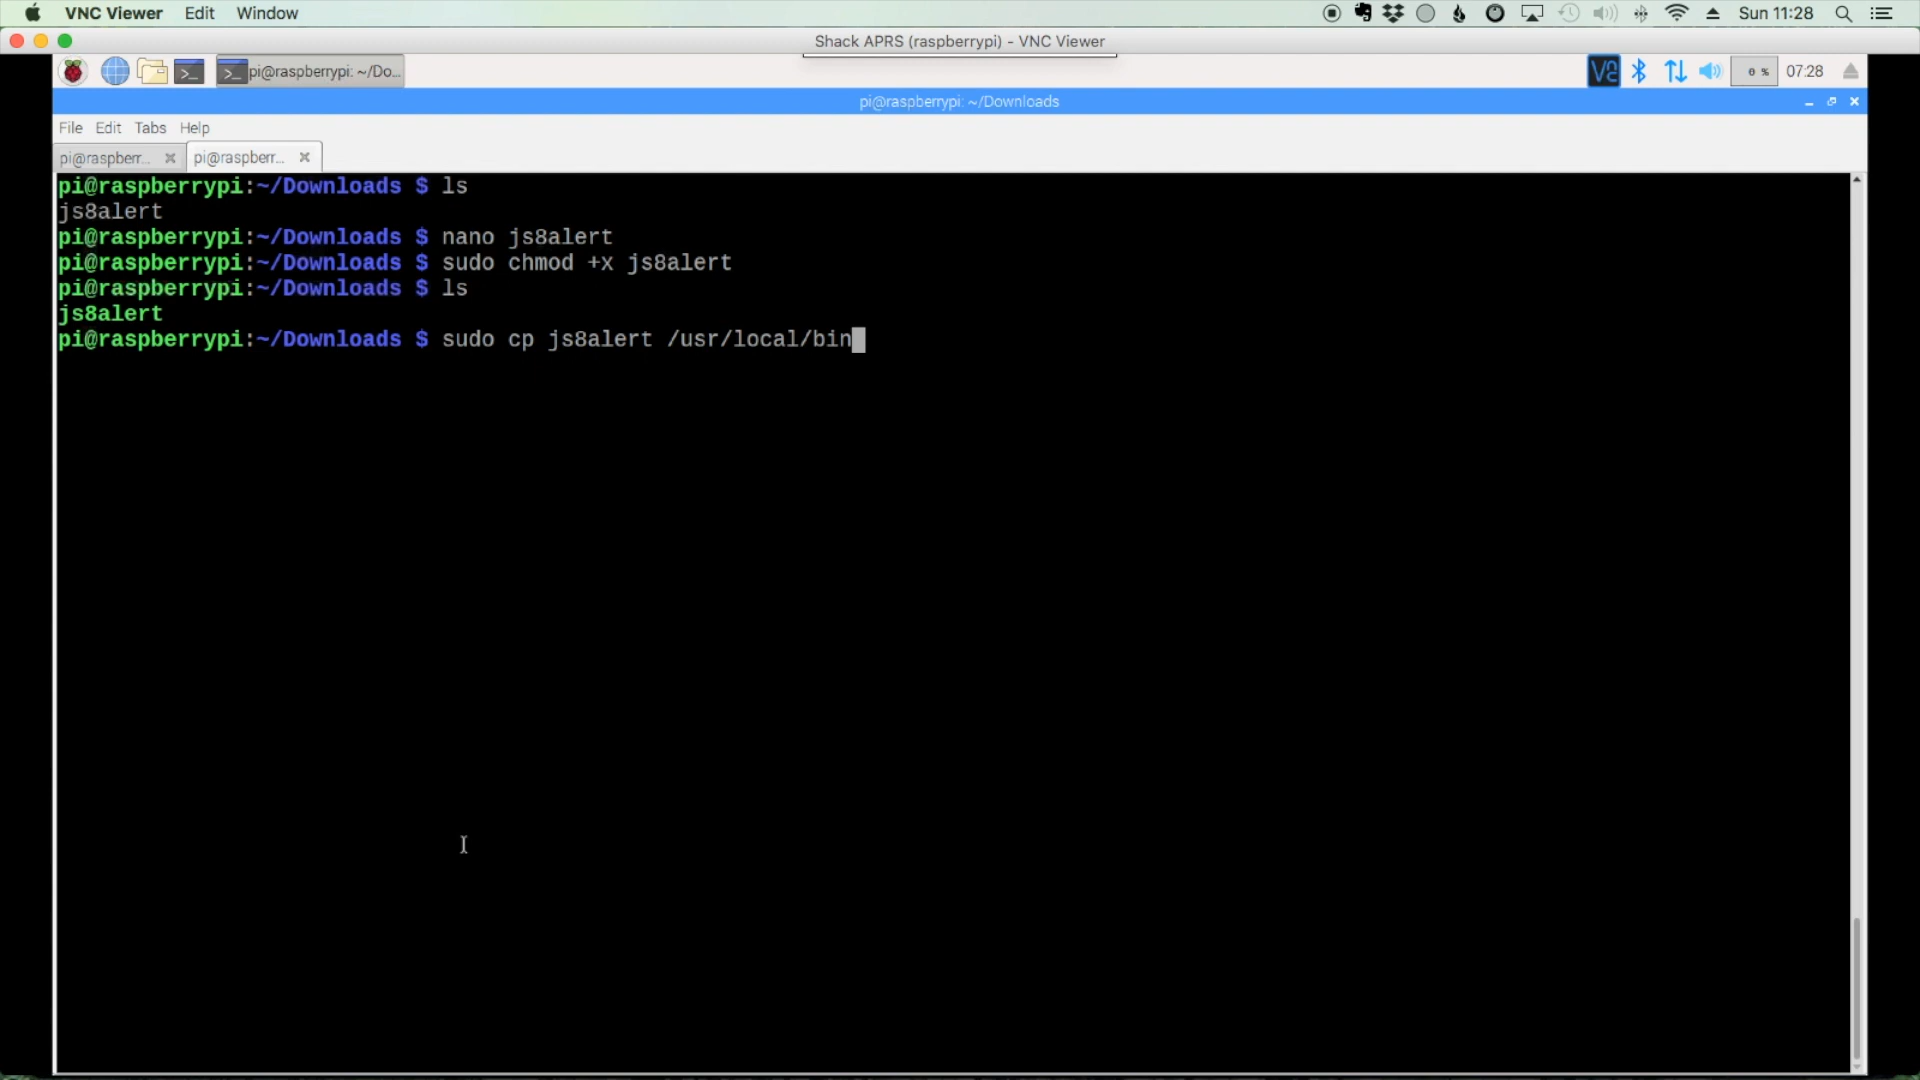 VNC Viewer Edit Window Sun 11:28
Shack APRS (raspberrypi) - VNC Viewer
pi@raspberrypi: ~/Do... 0 % 07:28
pi@raspberrypi: ~/Downloads
File Edit Tabs Help
pi@raspberr... pi@raspberr...
pi@raspberrypi:~/Downloads $ ls
js8alert
pi@raspberrypi:~/Downloads $ nano js8alert
pi@raspberrypi:~/Downloads $ sudo chmod +x js8alert
pi@raspberrypi:~/Downloads $ ls
js8alert
pi@raspberrypi:~/Downloads $ sudo cp js8alert /usr/local/bin